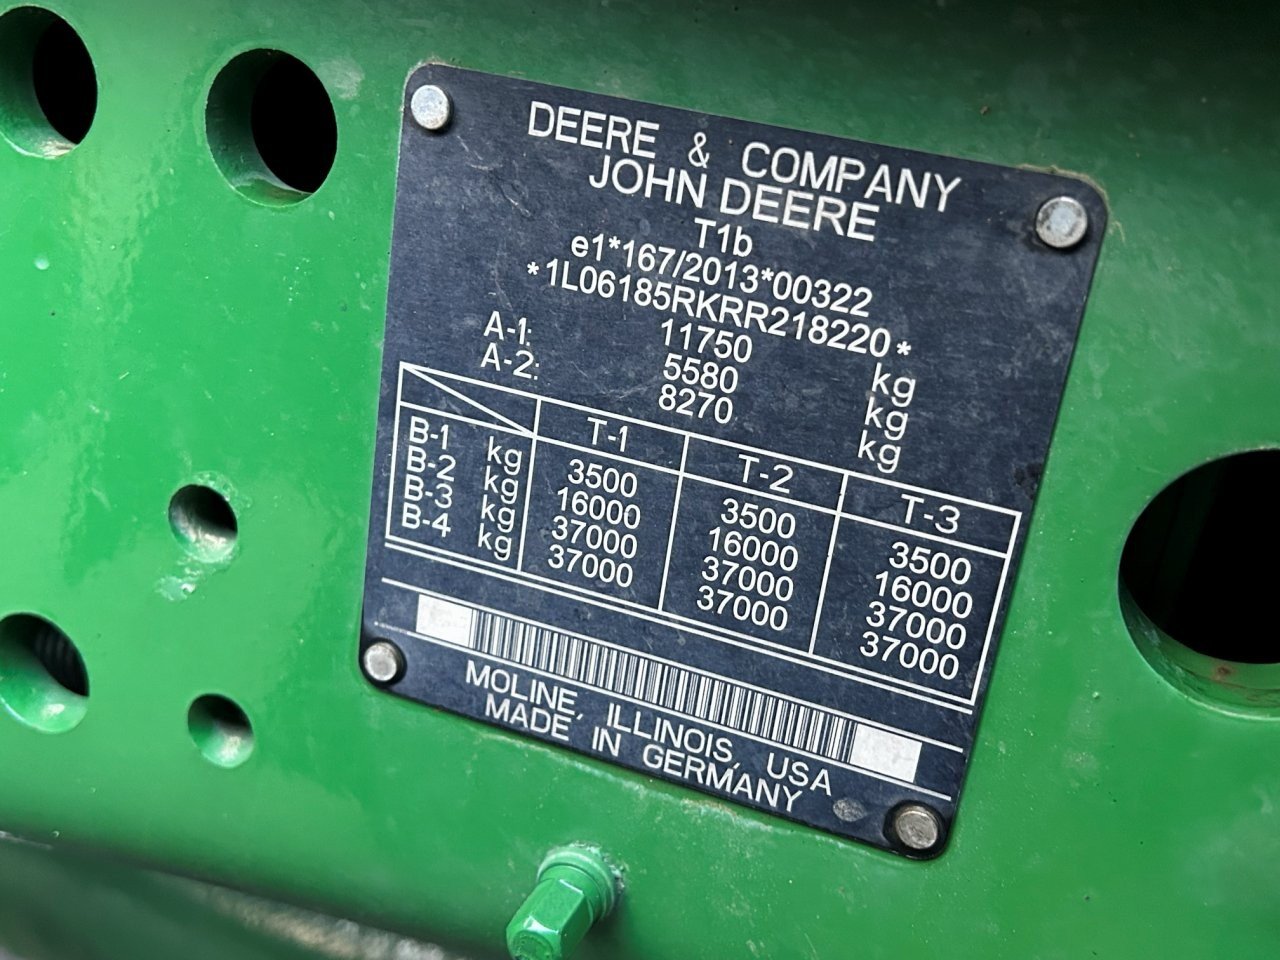 DEERE & COMPANY
JOHN DEERE
T1b
e1*167/2013*00322
*1L06185RKRR218220*
11750 kg
A-1: 5580 kg
A-2: 8270 kg
T-1 T-2 T-3
B-1 kg 3500 3500 3500
B-2 kg 16000 16000 16000
B-3 kg 37000 37000 37000
B-4 kg 37000 37000 37000
MOLINE, ILLINOIS, USA
MADE IN GERMANY